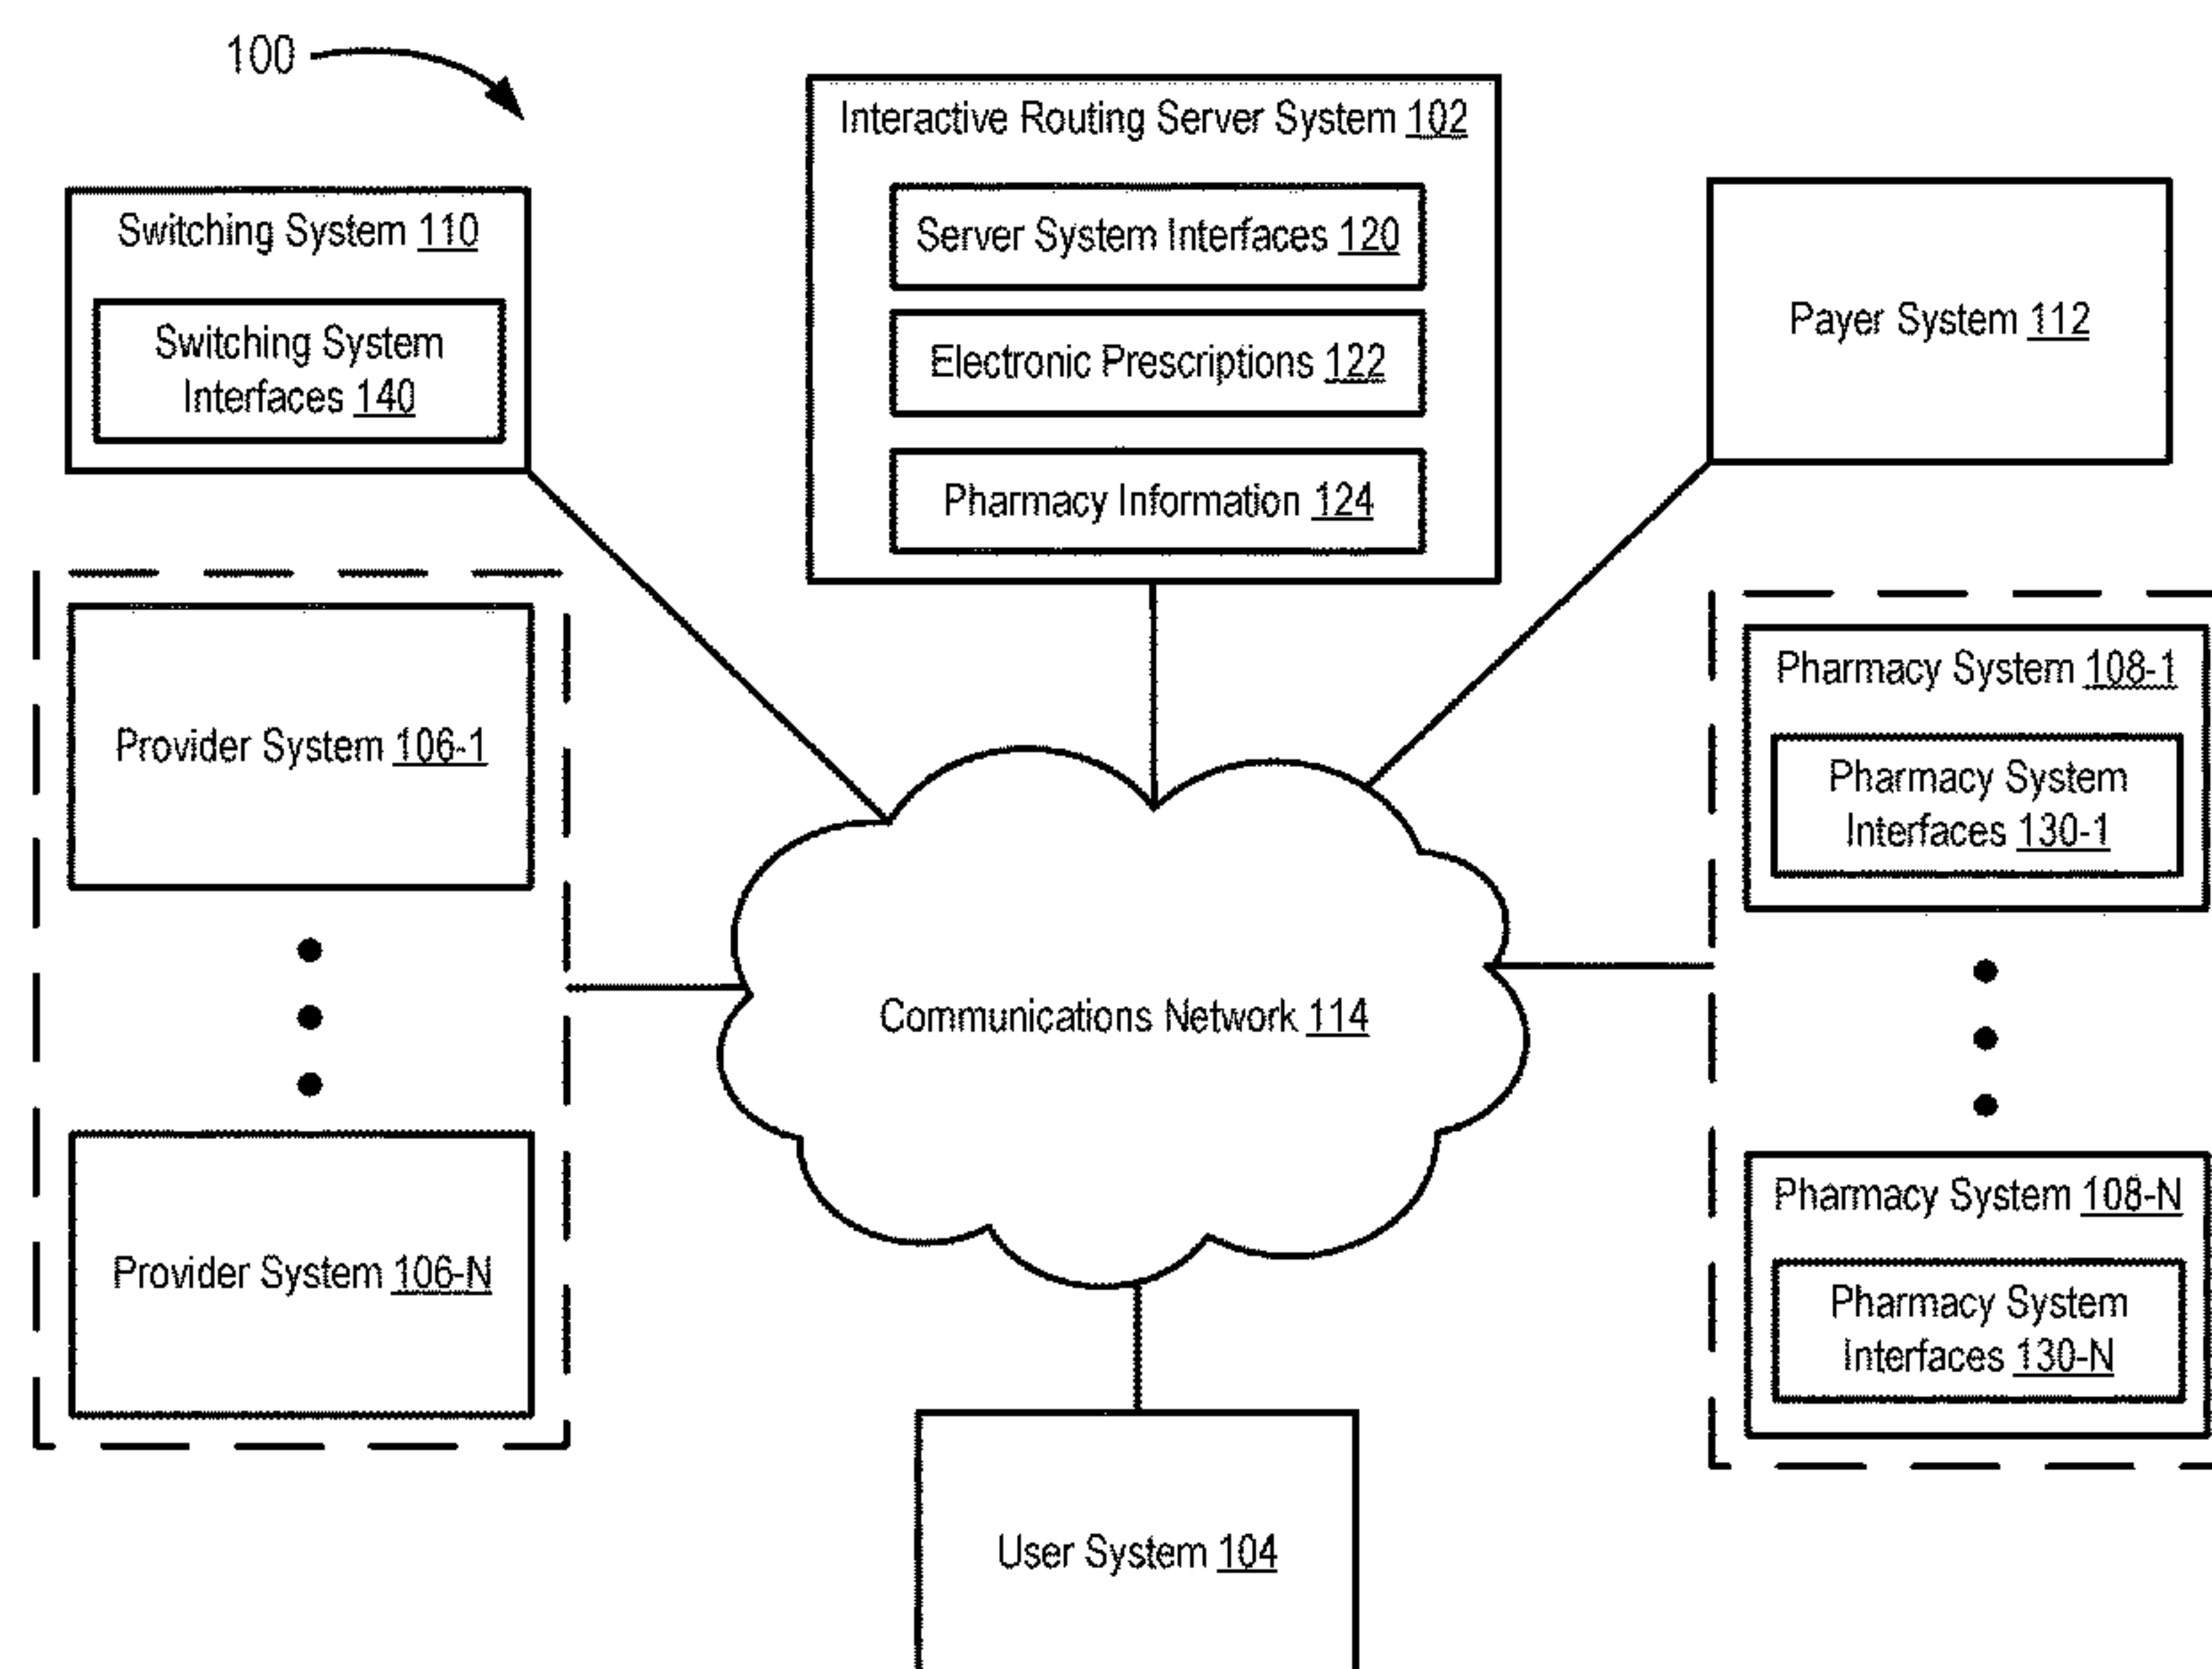 100
Interactive Routing Server System 102
Server System Interfaces 120
Electronic Prescriptions 122
Pharmacy Information 124
Switching System 110
Switching System
Interfaces 140
Payer System 112
Provider System 106-1
Provider System 106-N
Communications Network 114
Pharmacy System 108-1
Pharmacy System
Interfaces 130-1
Pharmacy System 108-N
Pharmacy System
Interfaces 130-N
User System 104